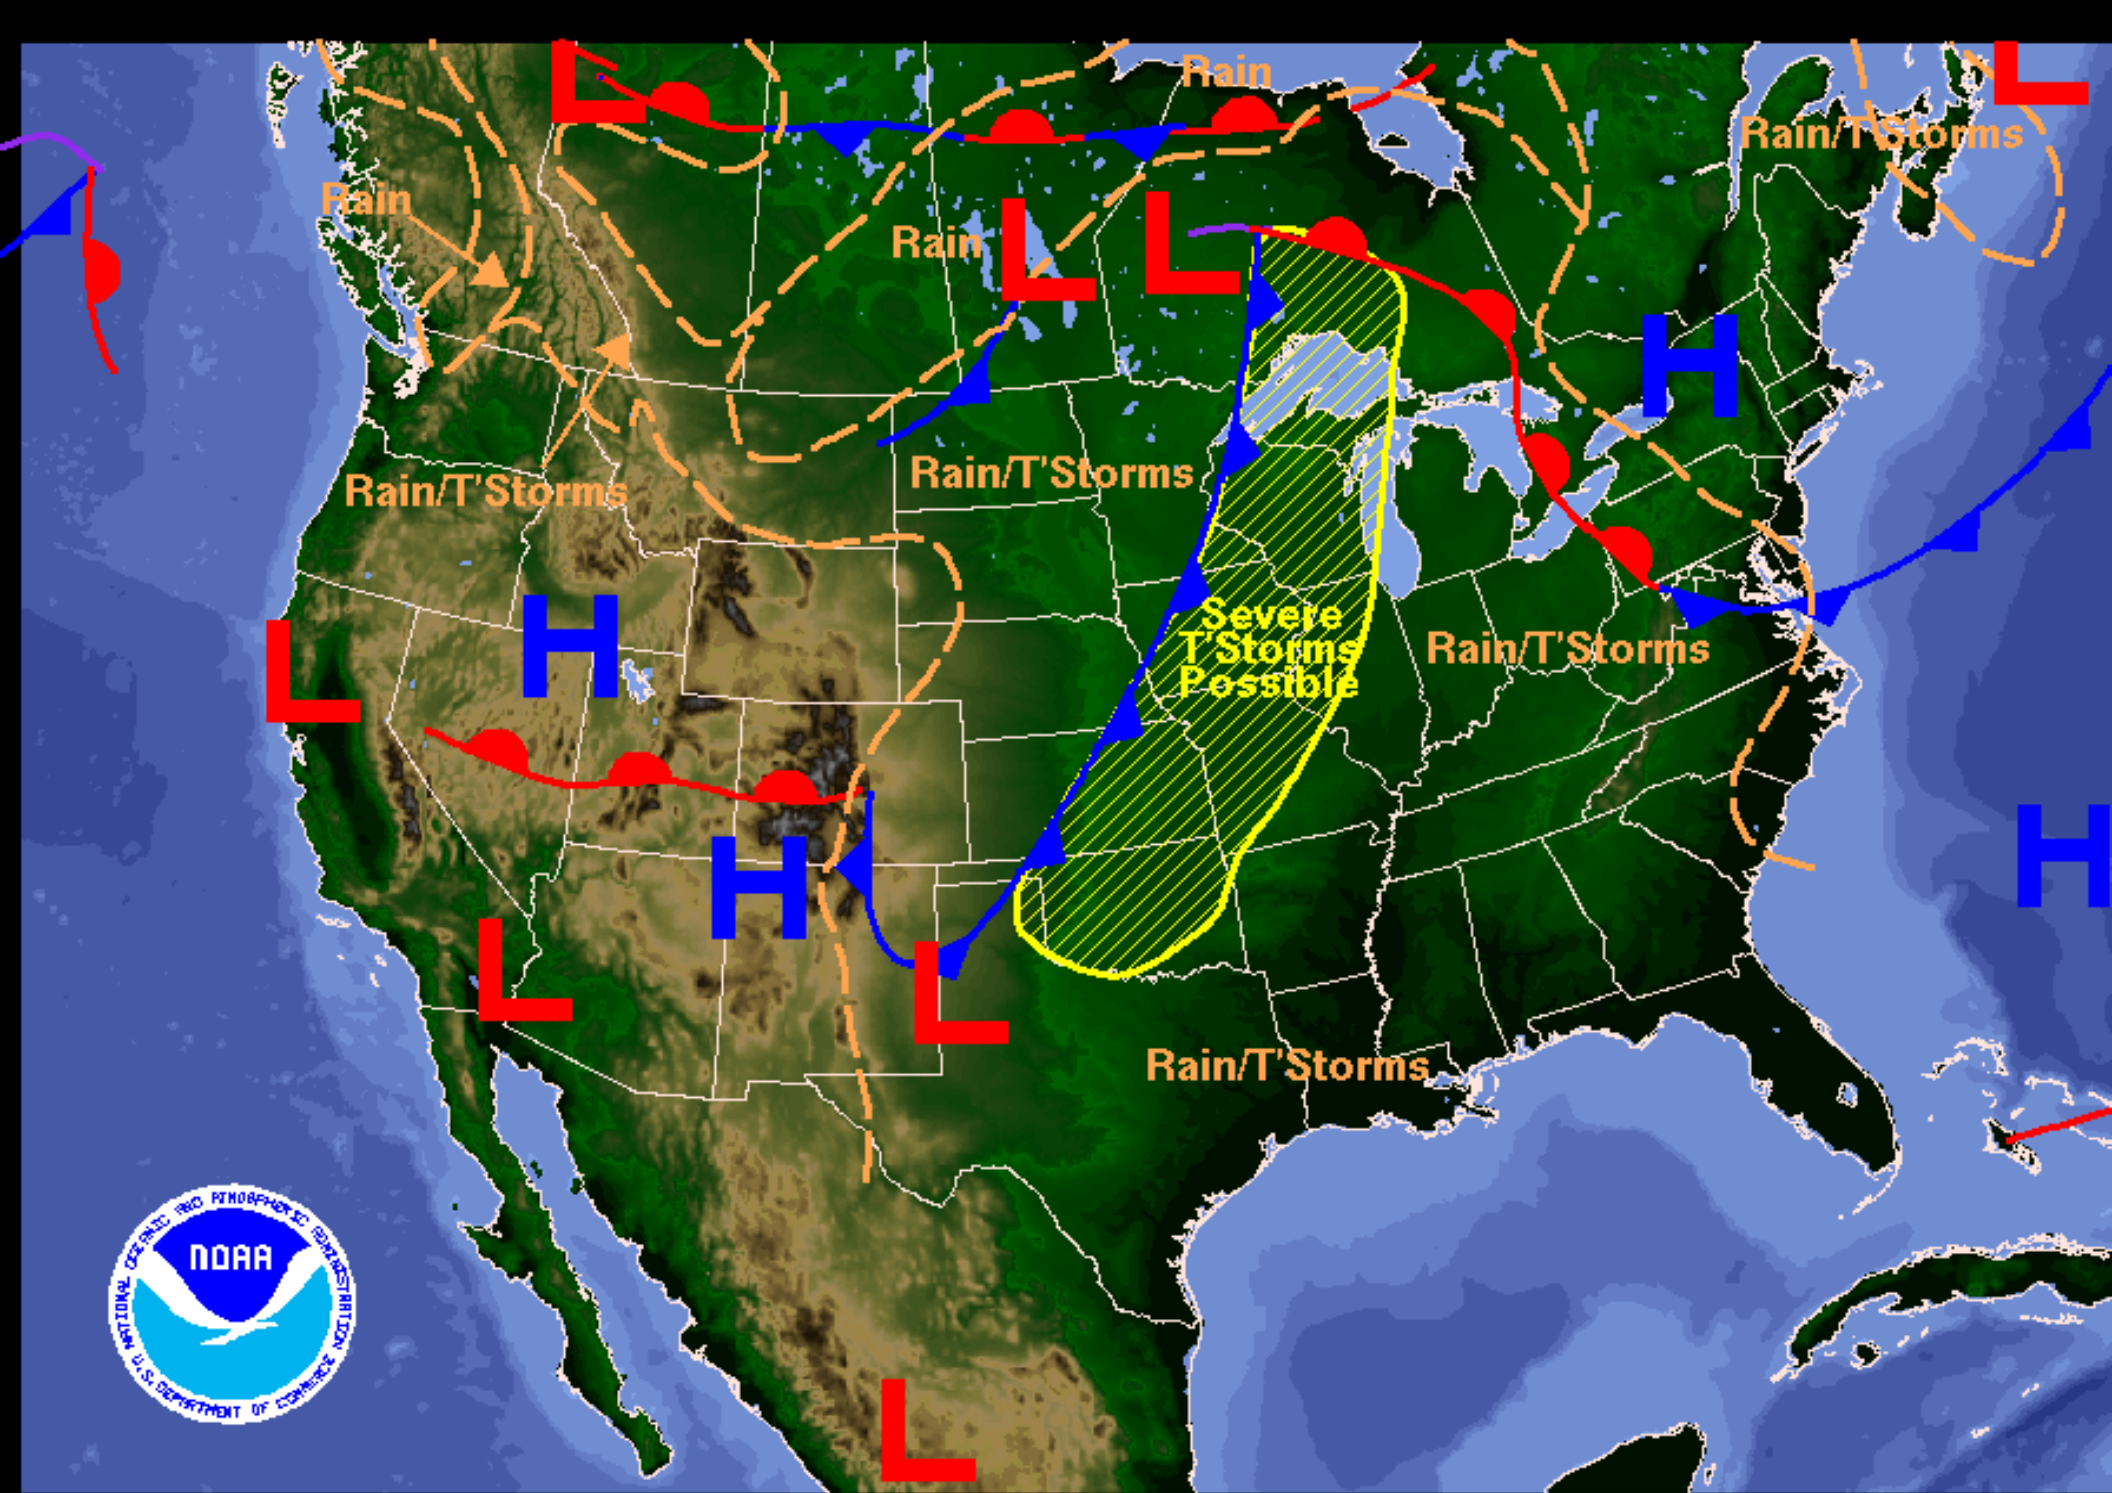 L
Rain
L
Rain/T'Storms
Rain
Rain
L
L
H
Rain/T'Storms
Rain/T'Storms
H
L
Severe
T'Storms
Possible
Rain/T'Storms
H
H
L
L
Rain/T'Storms
NATIONAL OCEANIC AND ATMOSPHERIC ADMINISTRATION
NOAA
U.S. DEPARTMENT OF COMMERCE
L